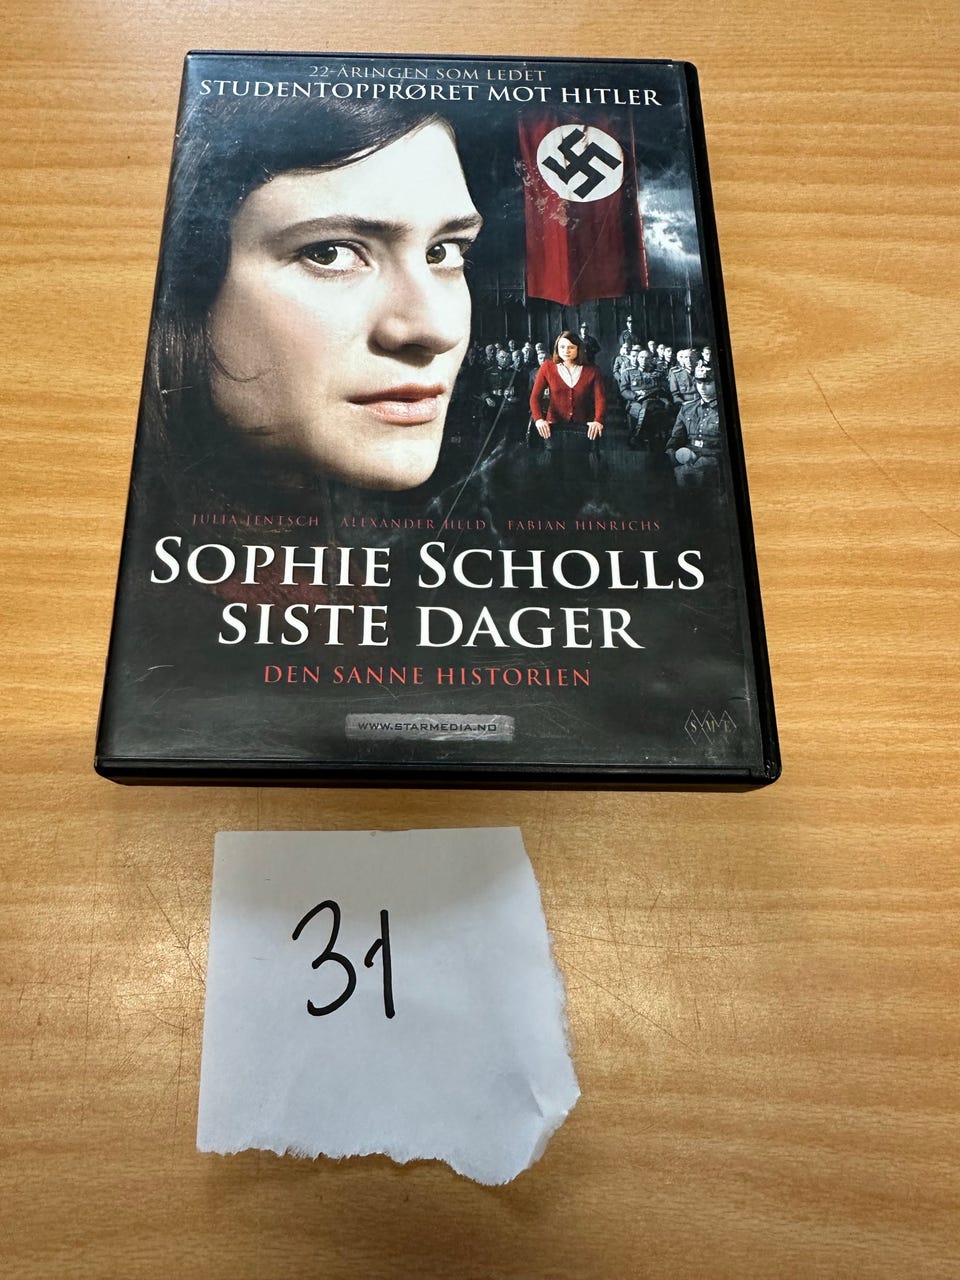 22-ÅRINGEN SOM LEDET
STUDENTOPPRØRET MOT HITLER
JULIA JENTSCH ALEXANDER HELD FABIAN HINRICHS
SOPHIE SCHOLLS
SISTE DAGER
DEN SANNE HISTORIEN
WWW.STARMEDIA.NO
SME
31